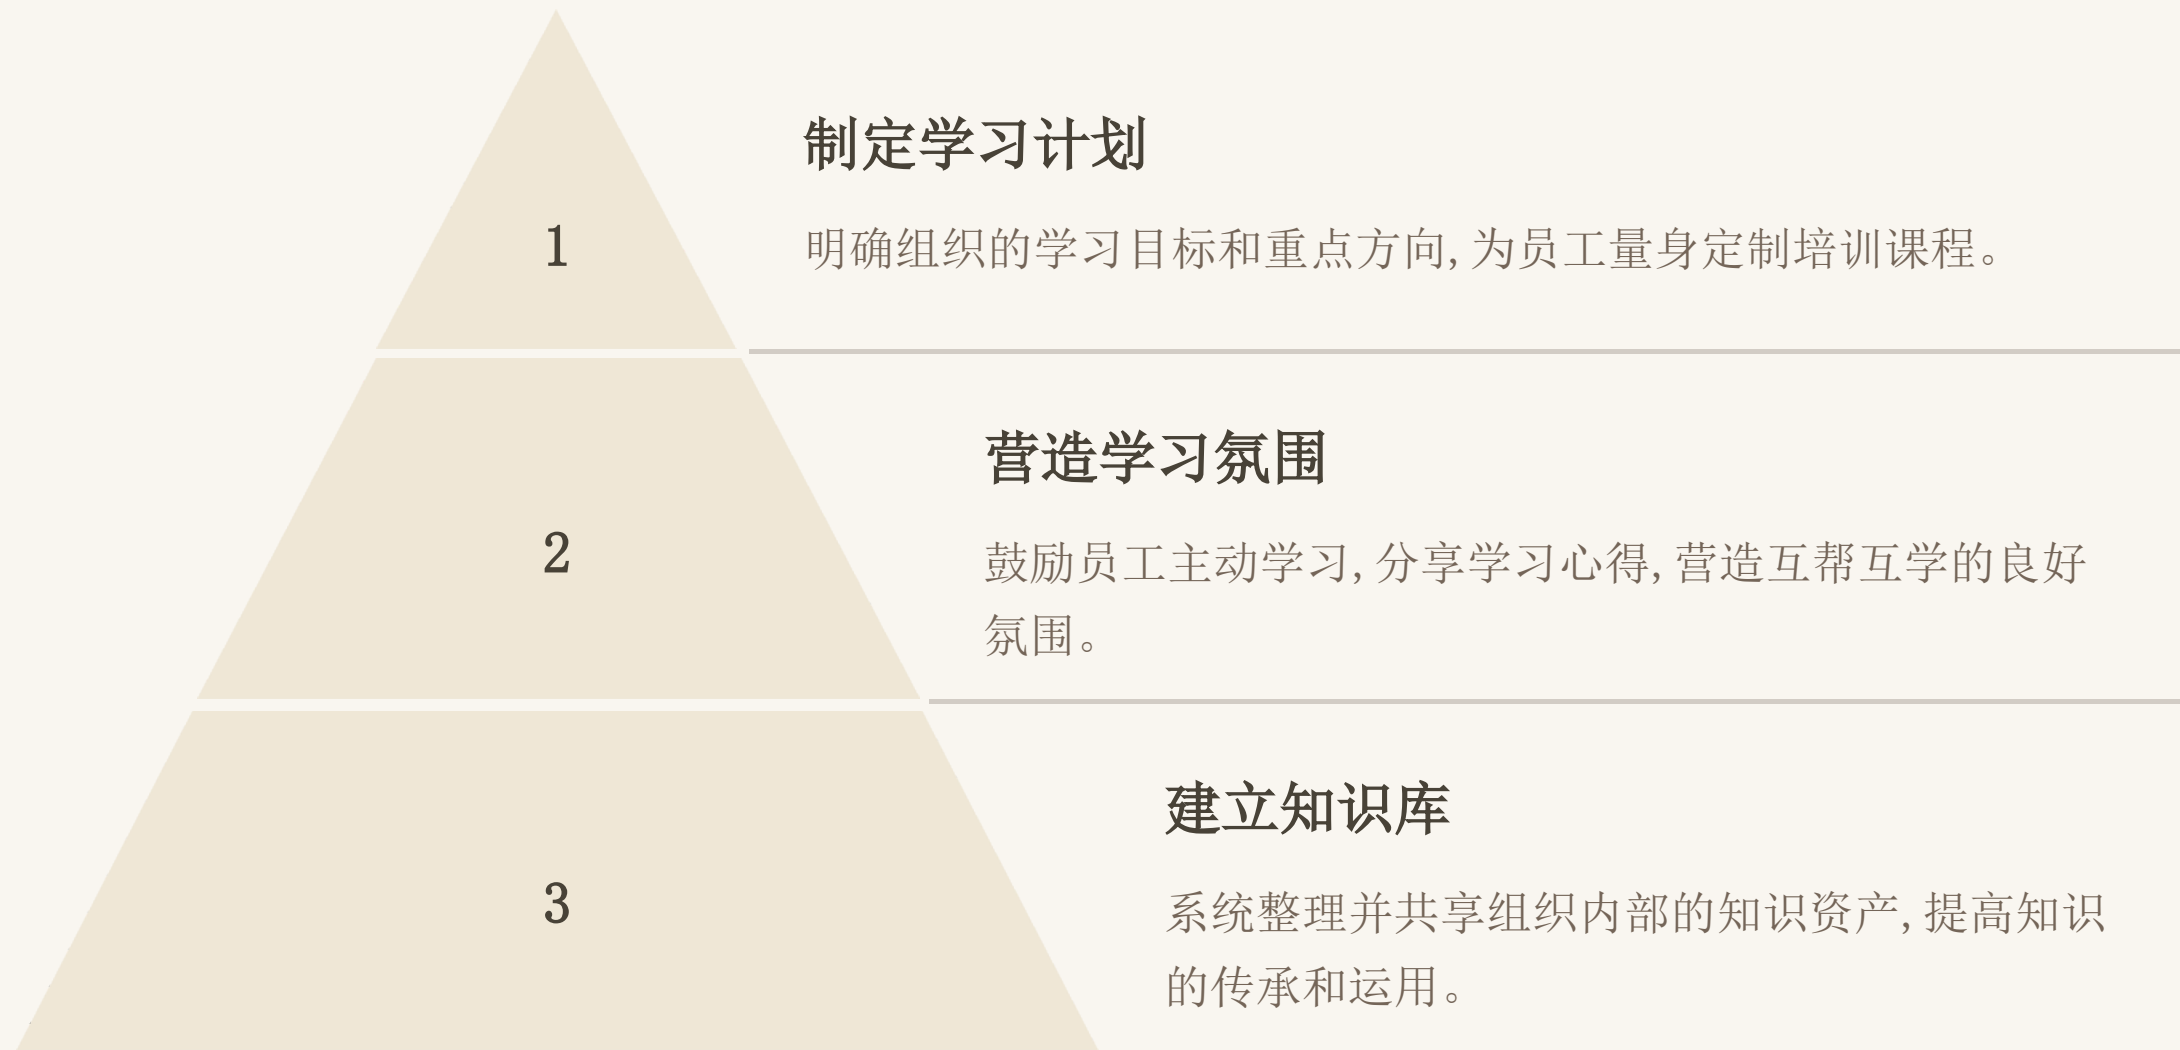 制定学习计划
1
明确组织的学习目标和重点方向,为员工量身定制培训课程。
营造学习氛围
2
鼓励员工主动学习,分享学习心得,营造互帮互学的良好
氛围。
建立知识库
3
系统整理并共享组织内部的知识资产,提高知识
的传承和运用。